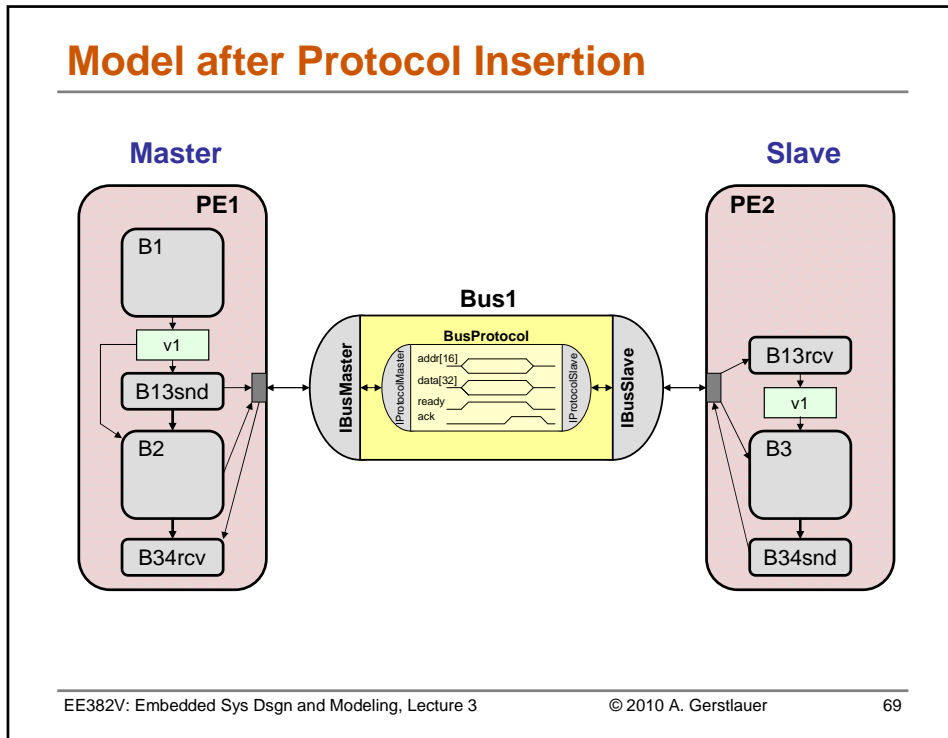 Model after Protocol Insertion
Master
Slave
PE1
B1
v1
B13snd
B2
B34rcv
Bus1
IBusMaster
BusProtocol
IProtocolMaster
addr[16]
data[32]
ready
ack
IProtocolSlave
IBusSlave
PE2
B13rcv
v1
B3
B34snd
EE382V: Embedded Sys Dsgn and Modeling, Lecture 3
© 2010 A. Gerstlauer
69